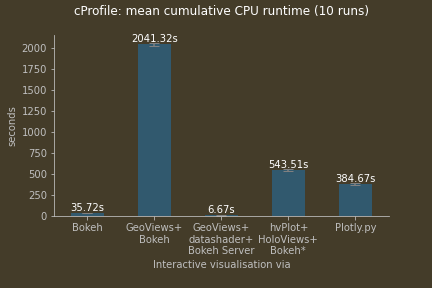 cProfile: mean cumulative CPU runtime (10 runs)
seconds
2000
1750
1500
1250
1000
750
500
250
0
35.72s
2041.32s
6.67s
543.51s
384.67s
Bokeh
GeoViews+
Bokeh
GeoViews+
datashader+
Bokeh Server
hvPlot+
HoloViews+
Bokeh*
Plotly.py
Interactive visualisation via